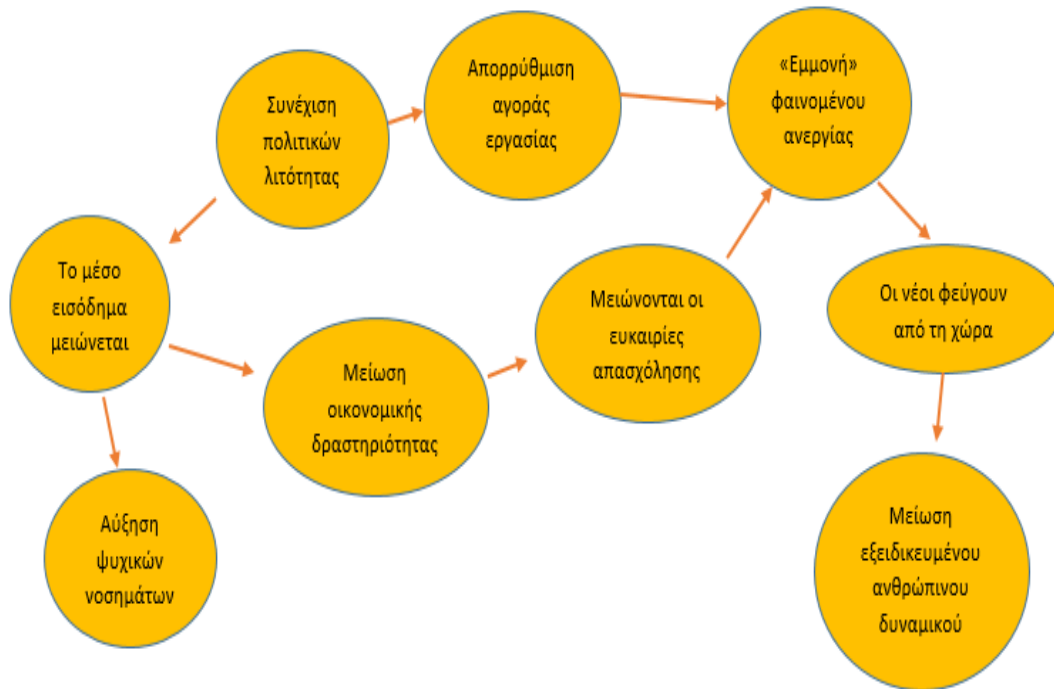 Συνέχιση
πολιτικών
λιτότητας
Απορρύθμιση
αγοράς
εργασίας
«Εμμονή»
φαινομένου
ανεργίας
Το μέσο
εισόδημα
μειώνεται
Μείωση
οικονομικής
δραστηριότητας
Μειώνονται οι
ευκαιρίες
απασχόλησης
Οι νέοι φεύγουν
από τη χώρα
Αύξηση
ψυχικών
νοσημάτων
Μείωση
εξειδικευμένου
ανθρώπινου
δυναμικού